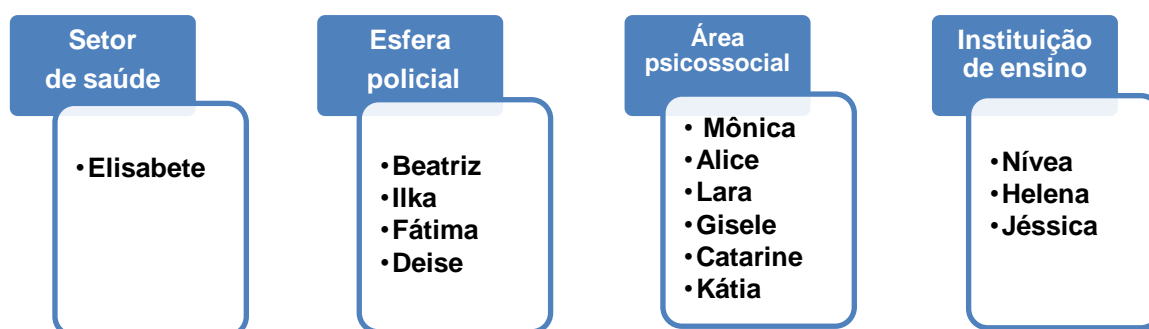 Setor
de saúde
• Elisabete
Esfera
policial
• Beatriz
• Ilka
• Fátima
• Deise
Área
psicossocial
• Mônica
• Alice
• Lara
• Gisele
• Catarine
• Kátia
Instituição
de ensino
• Nívea
• Helena
• Jéssica